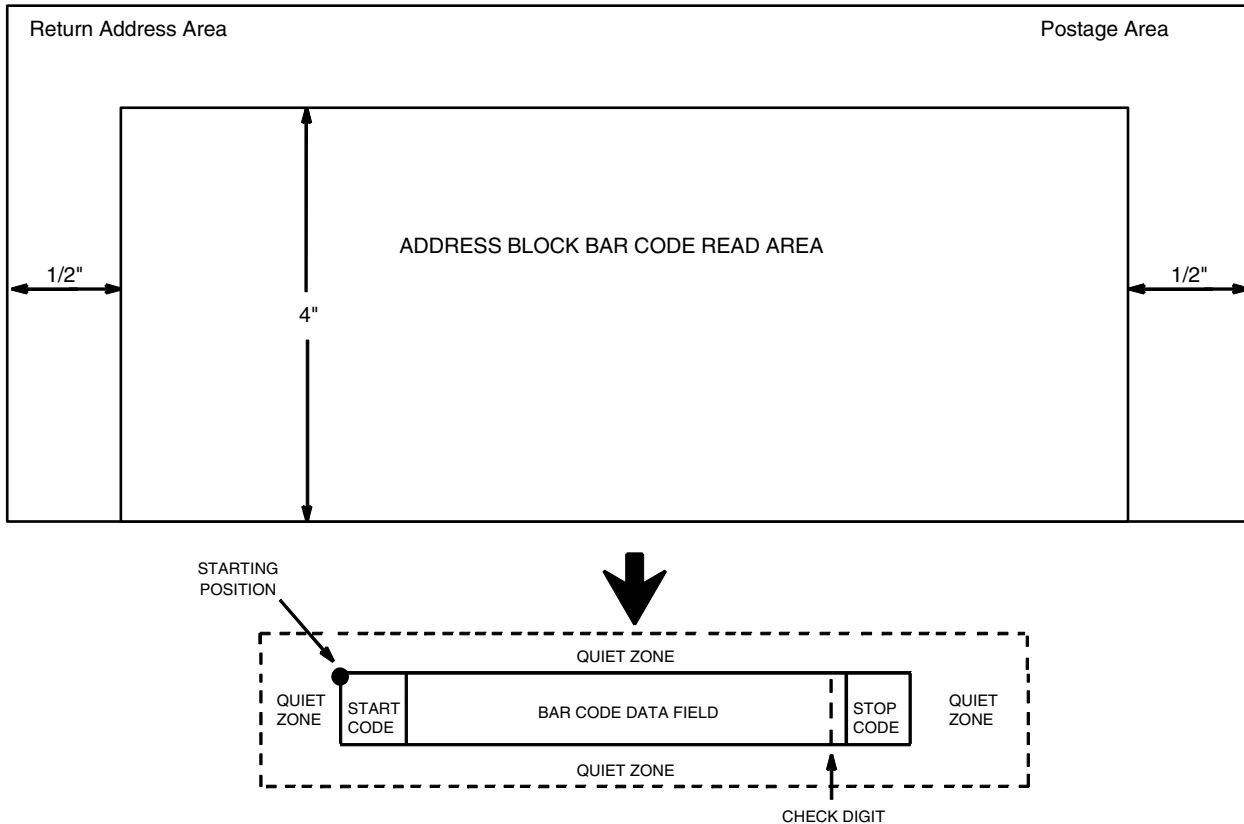 Return Address Area
Postage Area
ADDRESS BLOCK BAR CODE READ AREA
1/2"
1/2"
4"
STARTING
POSITION
QUIET ZONE
QUIET
ZONE
START
CODE
BAR CODE DATA FIELD
STOP
CODE
QUIET
ZONE
QUIET ZONE
CHECK DIGIT